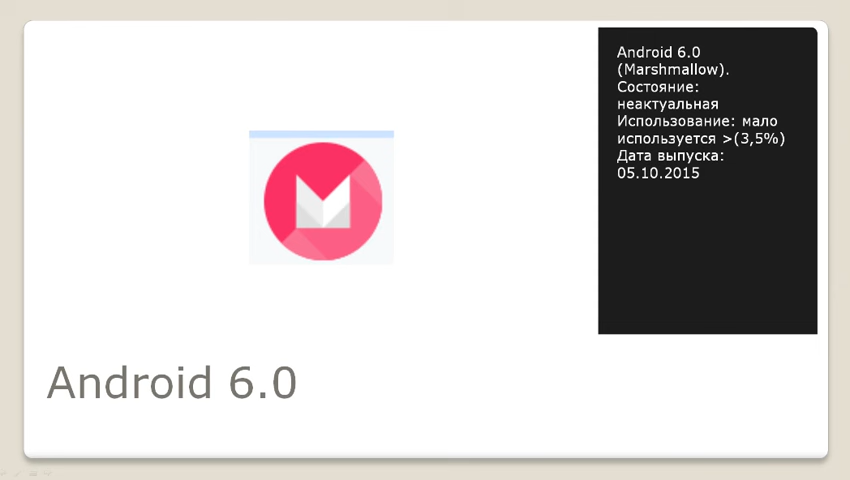 Android 6.0
(Marshmallow).
Состояние:
неактуальная
Использование: мало
используется >(3,5%)
Дата выпуска:
05.10.2015
Android 6.0